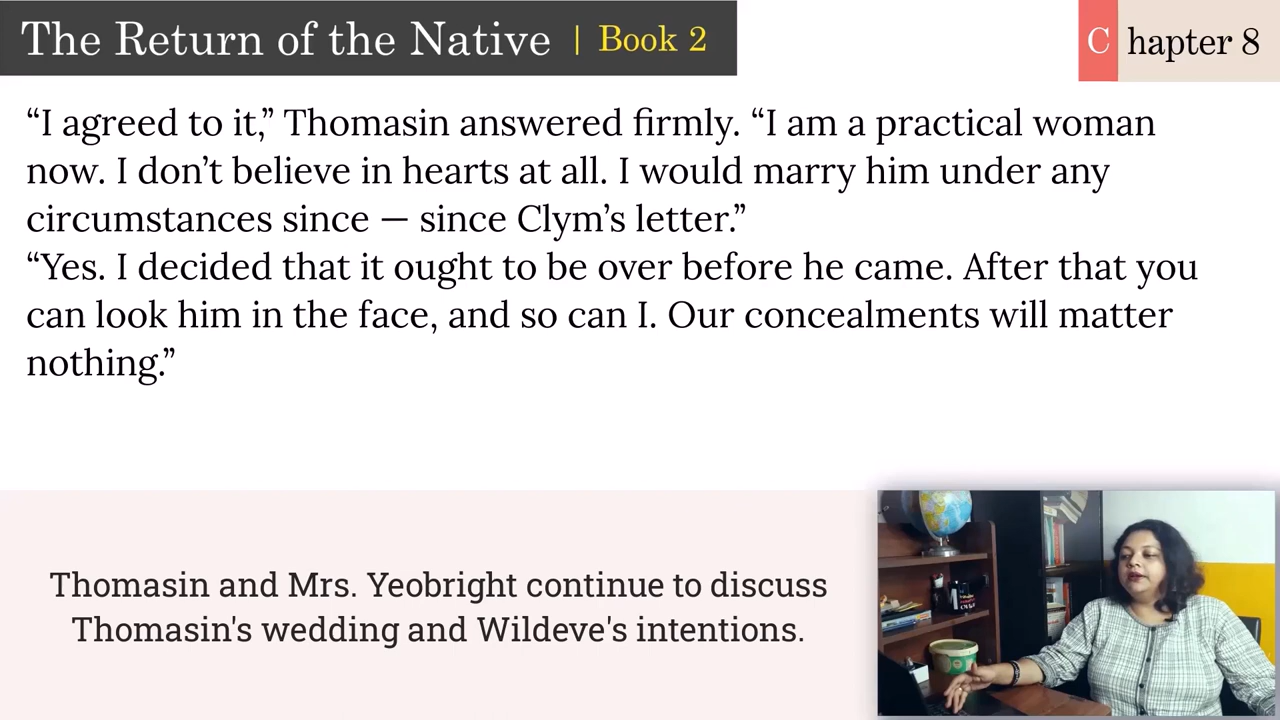 The Return of the Native | Book 2
Chapter 8
“I agreed to it,” Thomasin answered firmly. “I am a practical woman
now. I don’t believe in hearts at all. I would marry him under any
circumstances since — since Clym’s letter.”
“Yes. I decided that it ought to be over before he came. After that you
can look him in the face, and so can I. Our concealments will matter
nothing.”
Thomasin and Mrs. Yeobright continue to discuss
Thomasin's wedding and Wildeve's intentions.